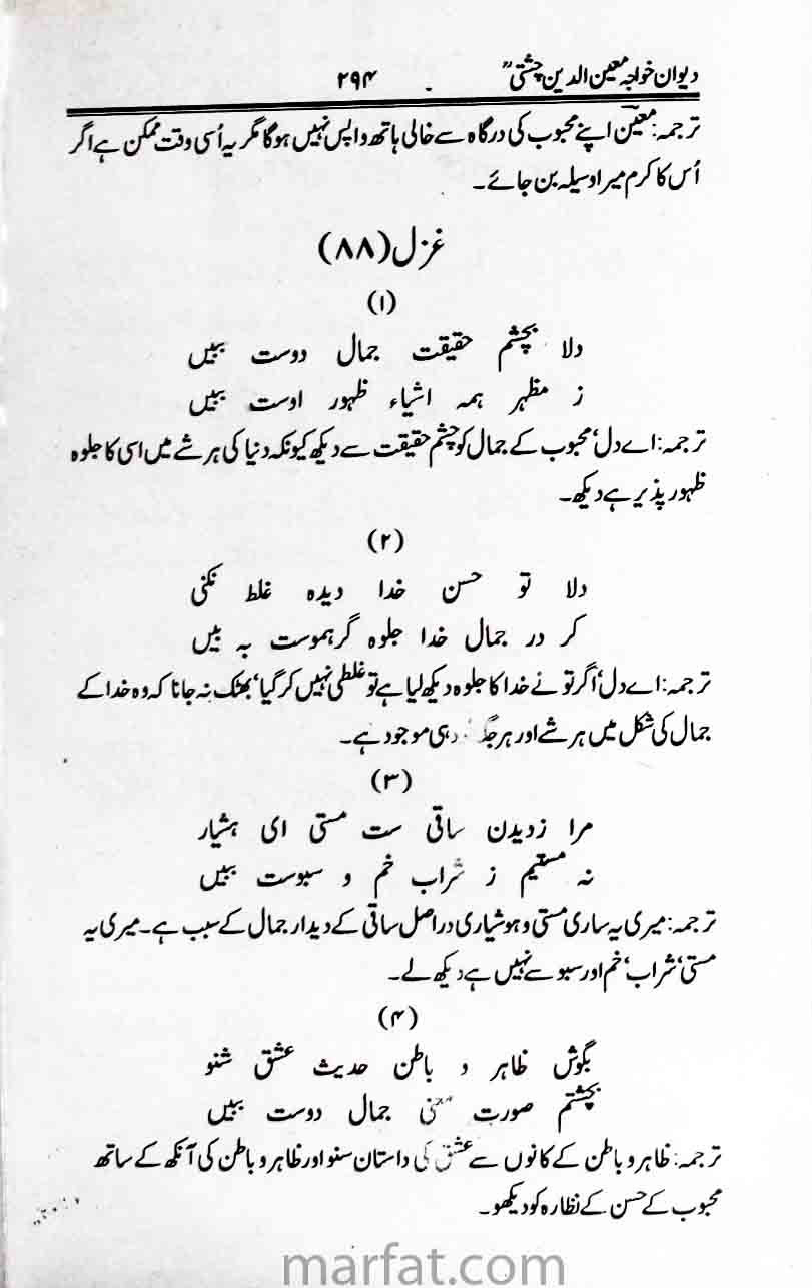 دیوان خواجہ معین الدین چشتیؒ ۲۹۴
ترجمہ: معینؔ اپنے محبوب کی درگاہ سے خالی ہاتھ واپس نہیں ہوگا مگر یہ اُسی وقت ممکن ہے اگر
اُس کا کرم میرا وسیلہ بن جائے۔
غزل (۸۸)
(۱)
دلا بچشم حقیقت جمال دوست ببیں
ز مظہر ہمہ اشیاء ظہور اوست ببیں
ترجمہ: اے دل، محبوب کے جمال کو چشم حقیقت سے دیکھ کیونکہ دنیا کی ہر شے میں اسی کا جلوہ
ظہور پذیر ہے دیکھ۔
(۲)
دلا تو حسن خدا دیدہ غلط نکنی
کر در جمال خدا جلوہ گرہموست بہ بیں
ترجمہ: اے دل، اگر تو نے خدا کا جلوہ دیکھ لیا ہے تو غلطی نہیں کر گیا، بھٹک نہ جانا کہ وہ خدا کے
جمال کی شکل میں ہر شے اور ہر جگہ وہی موجود ہے۔
(۳)
مرا زدیدن ساقی ست مستی ای ہشیار
نہ مستقیم ز شراب خم و سبوست ببیں
ترجمہ: میری یہ ساری مستی و ہوشیاری دراصل ساقی کے دیدار جمال کے سبب ہے۔ میری یہ
مستی، شراب، خم اور سبو سے نہیں ہے دیکھ لے۔
(۴)
بگوش ظاہر و باطن حدیث عشق شنو
بچشم صورت معنی جمال دوست ببیں
ترجمہ: ظاہر و باطن کے کانوں سے عشق کی داستان سنو اور ظاہر و باطن کی آنکھ کے ساتھ
محبوب کے حسن کے نظارہ کو دیکھو۔
marfat.com